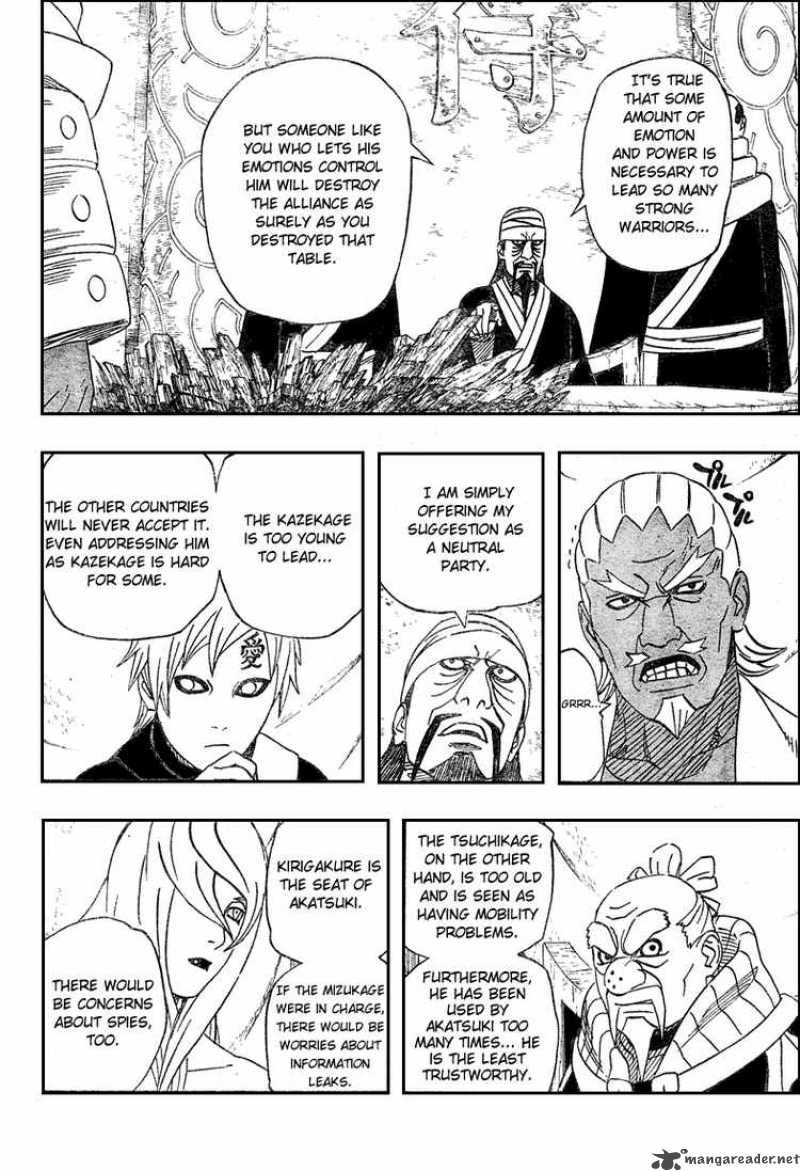 IT'S TRUE
THAT SOME
AMOUNT OF
EMOTION
AND POWER IS
NECESSARY TO
LEAD SO MANY
STRONG
WARRIORS...
BUT SOMEONE LIKE
YOU WHO LETS HIS
EMOTIONS CONTROL
HIM WILL DESTROY
THE ALLIANCE AS
SURELY AS YOU
DESTROYED THAT
TABLE.
プル
プル
GRRR...
I AM SIMPLY
OFFERING MY
SUGGESTION AS
A NEUTRAL
PARTY.
THE KAZEKAGE
IS TOO YOUNG
TO LEAD...
THE OTHER COUNTRIES
WILL NEVER ACCEPT IT.
EVEN ADDRESSING HIM
AS KAZEKAGE IS HARD
FOR SOME.
愛
THE TSUCHIKAGE,
ON THE OTHER
HAND, IS TOO OLD
AND IS SEEN AS
HAVING MOBILITY
PROBLEMS.
FURTHERMORE,
HE HAS BEEN
USED BY
AKATSUKI TOO
MANY TIMES... HE
IS THE LEAST
TRUSTWORTHY.
KIRIGAKURE IS
THE SEAT OF
AKATSUKI.
IF THE MIZUKAGE
WERE IN CHARGE,
THERE WOULD BE
WORRIES ABOUT
INFORMATION
LEAKS.
THERE WOULD
BE CONCERNS
ABOUT SPIES,
TOO.
mangareader.net